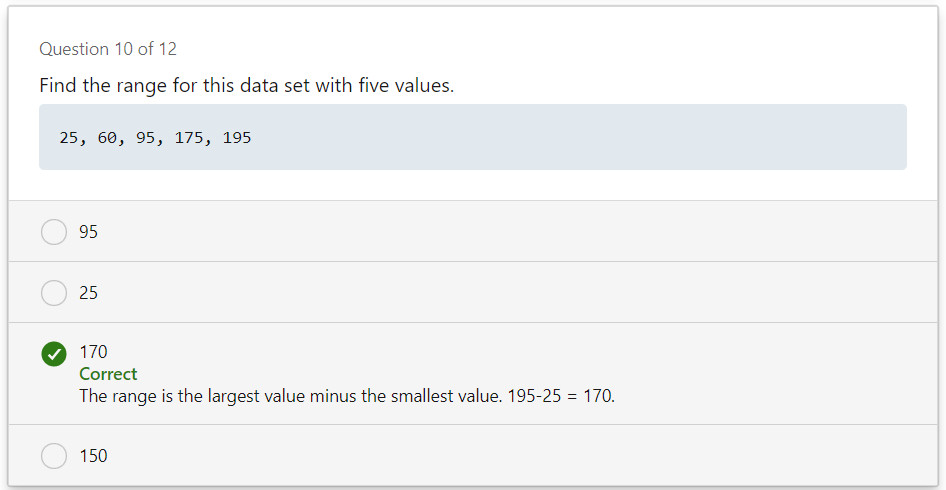 Question 10 of 12
Find the range for this data set with five values.
25, 60, 95, 175, 195
95
25
170
Correct
The range is the largest value minus the smallest value. 195-25 = 170.
150